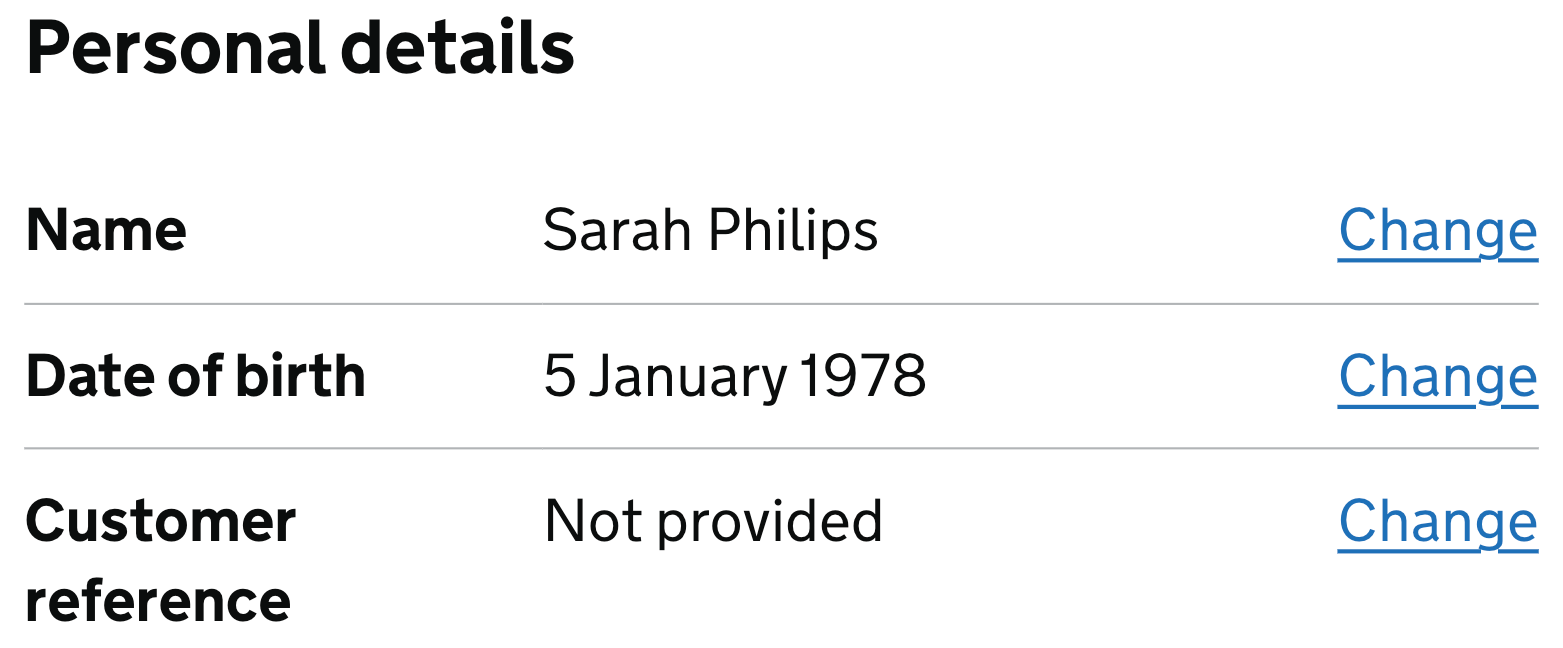 Personal details
Name Sarah Philips Change
Date of birth 5 January 1978 Change
Customer Not provided Change
reference